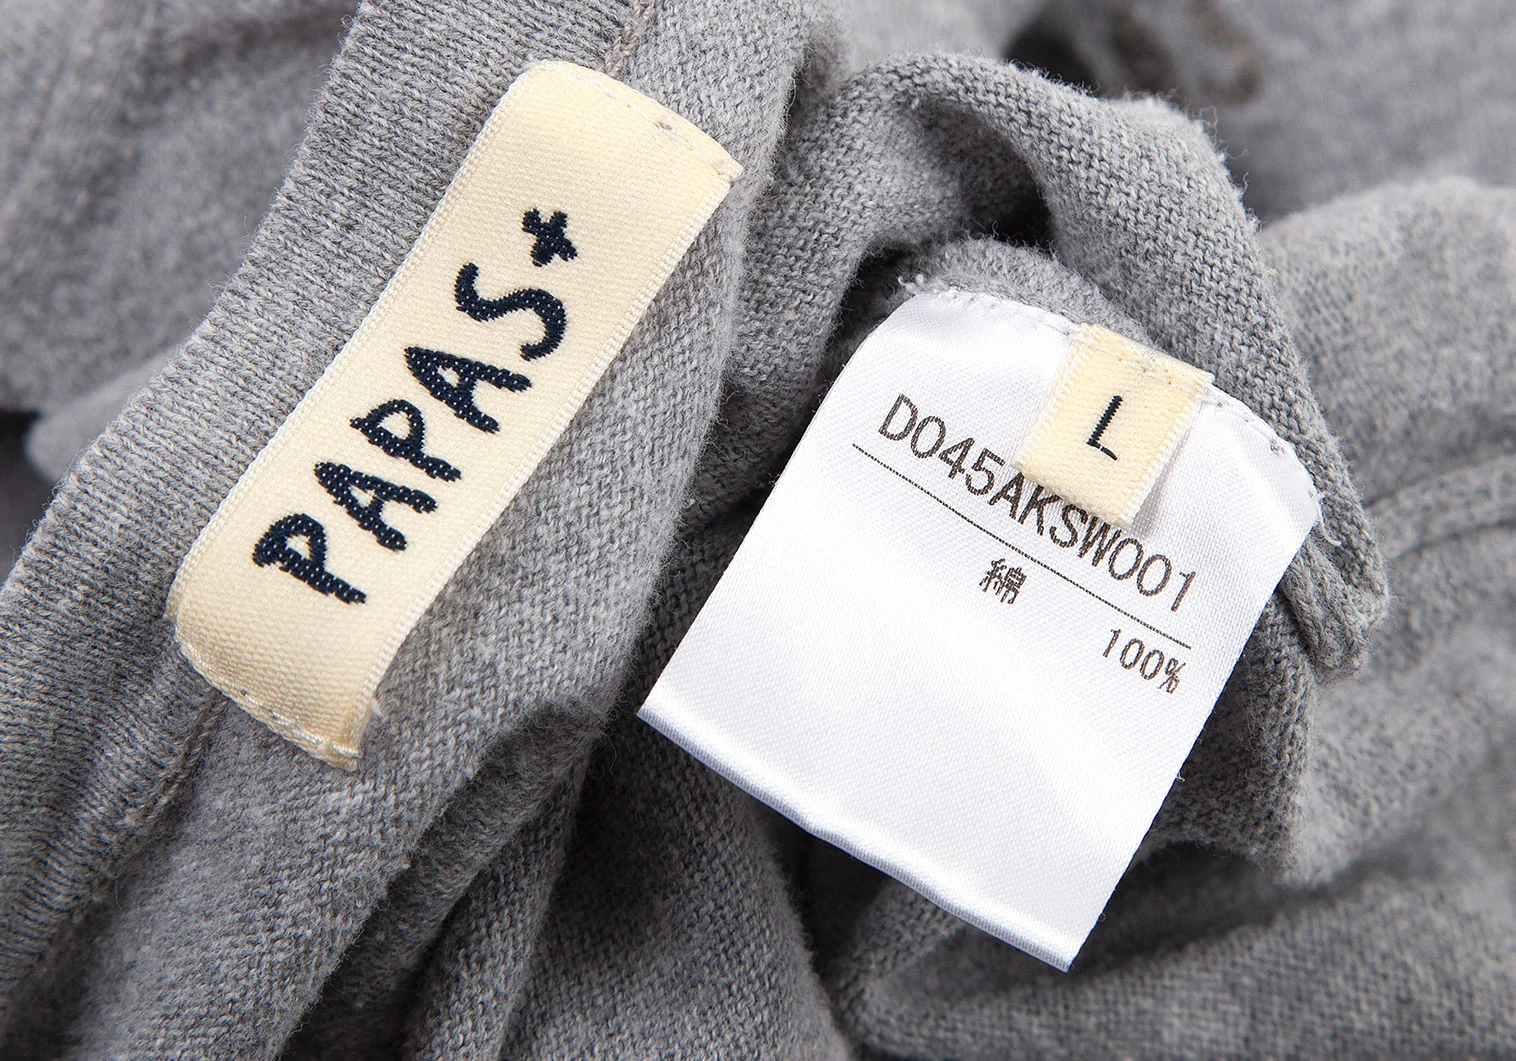 PAPAS+
L
D045AKSW001
綿
100%